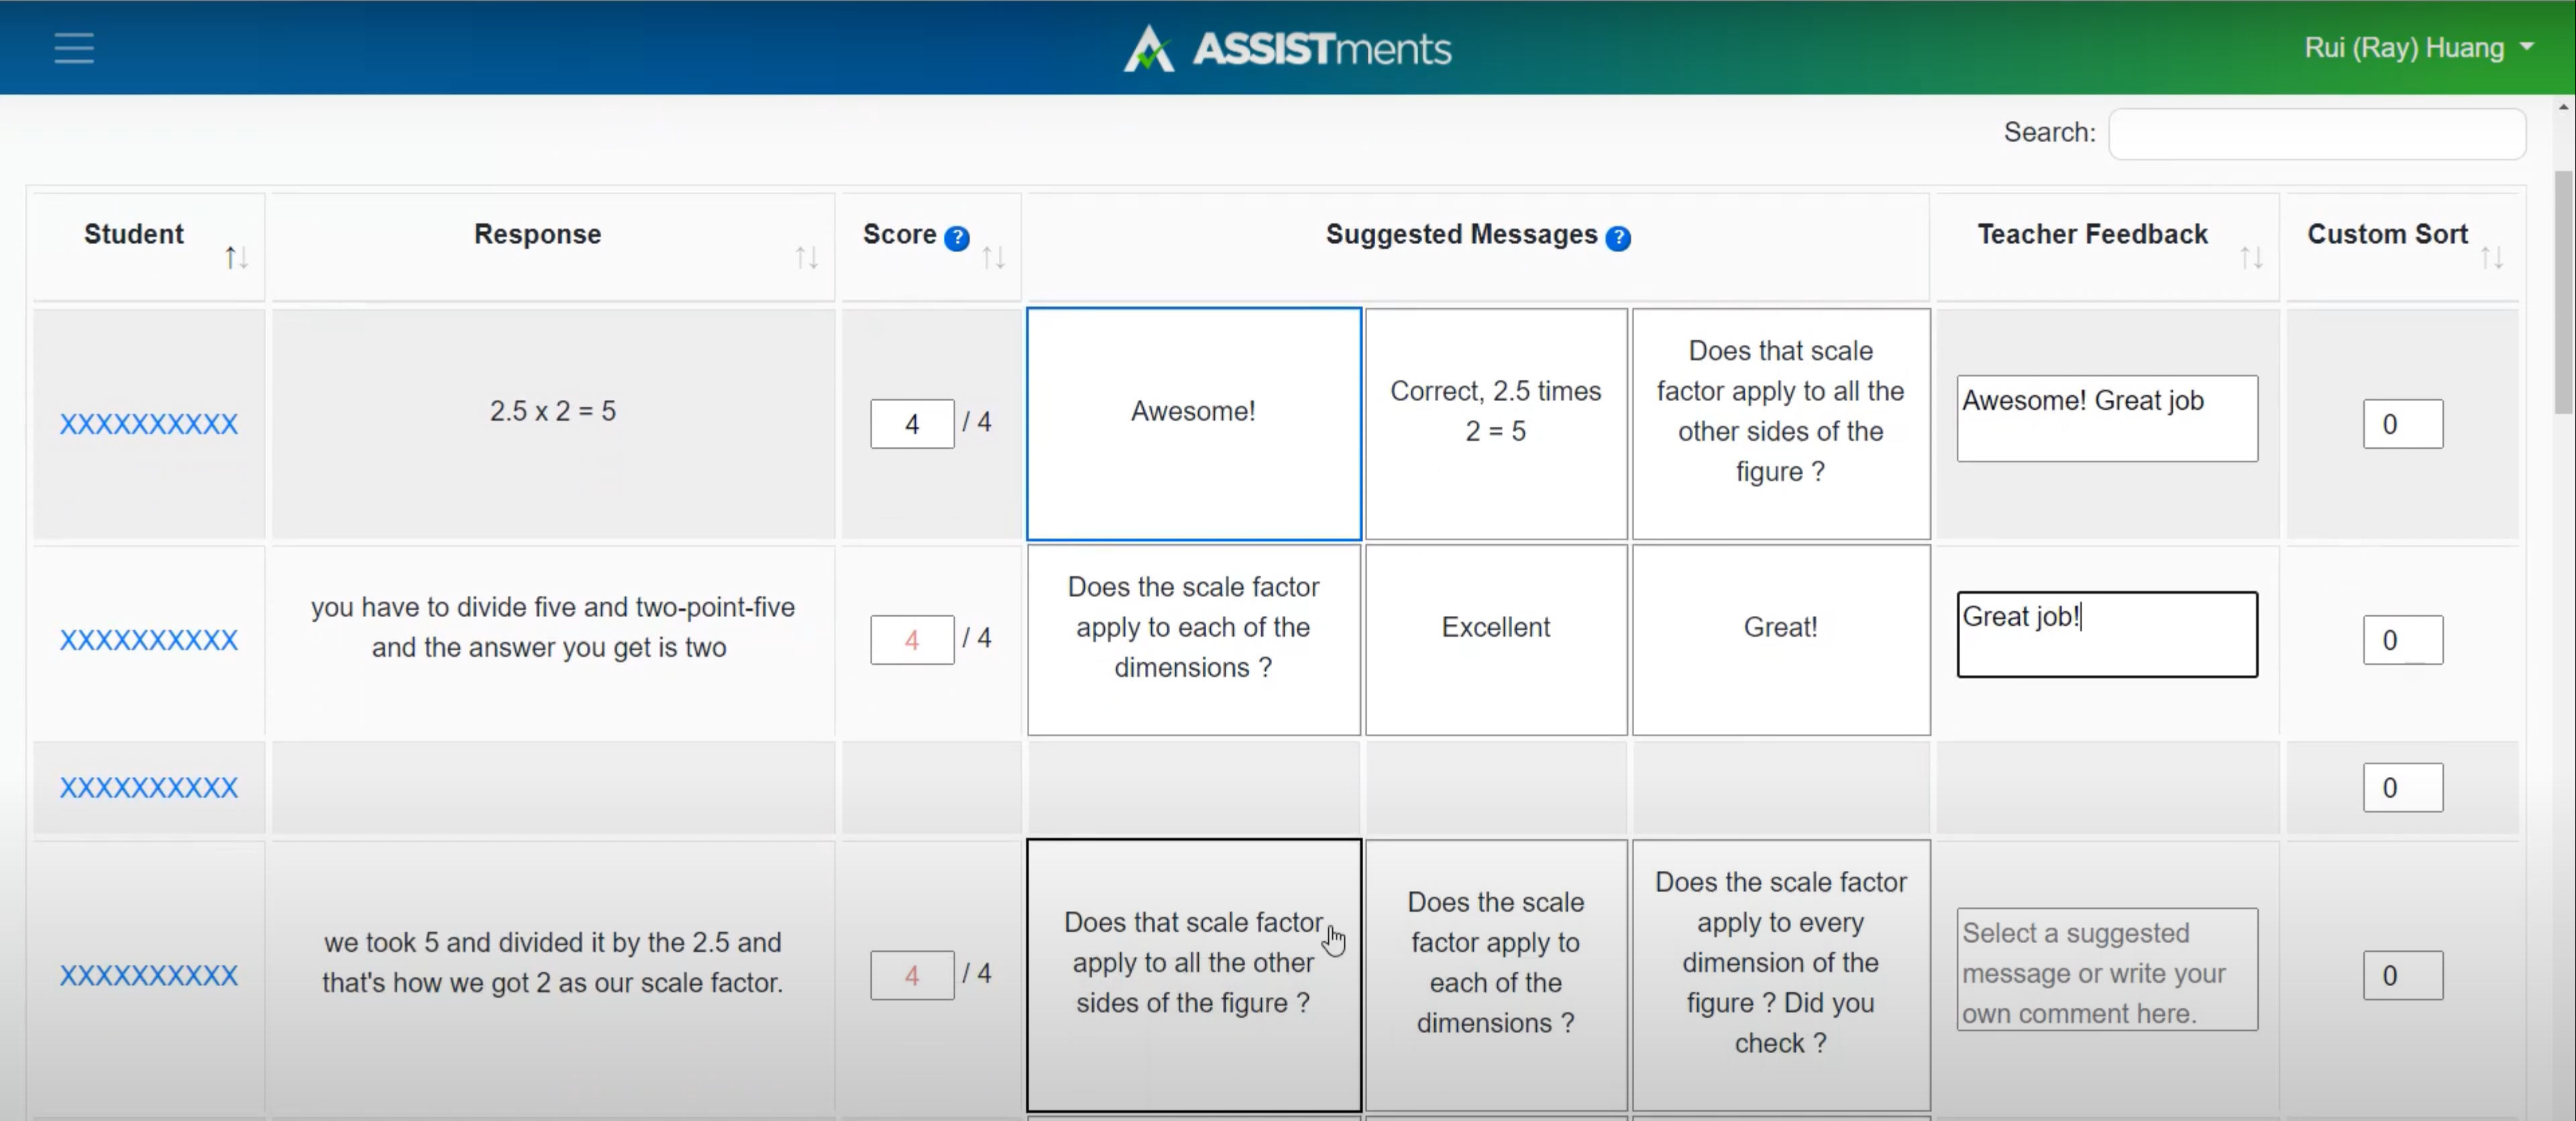 ASSISTments
Rui (Ray) Huang
Search:
Student
Response
Score ?
Suggested Messages ?
Teacher Feedback
Custom Sort
XXXXXXXXXX
2.5 x 2 = 5
4 / 4
Awesome!
Correct, 2.5 times
2 = 5
Does that scale
factor apply to all the
other sides of the
figure ?
Awesome! Great job
0
XXXXXXXXXX
you have to divide five and two-point-five
and the answer you get is two
4 / 4
Does the scale factor
apply to each of the
dimensions ?
Excellent
Great!
Great job!
0
XXXXXXXXXX
0
XXXXXXXXXX
we took 5 and divided it by the 2.5 and
that's how we got 2 as our scale factor.
4 / 4
Does that scale factor
apply to all the other
sides of the figure ?
Does the scale
factor apply to
each of the
dimensions ?
Does the scale factor
apply to every
dimension of the
figure ? Did you
check ?
Select a suggested
message or write your
own comment here.
0